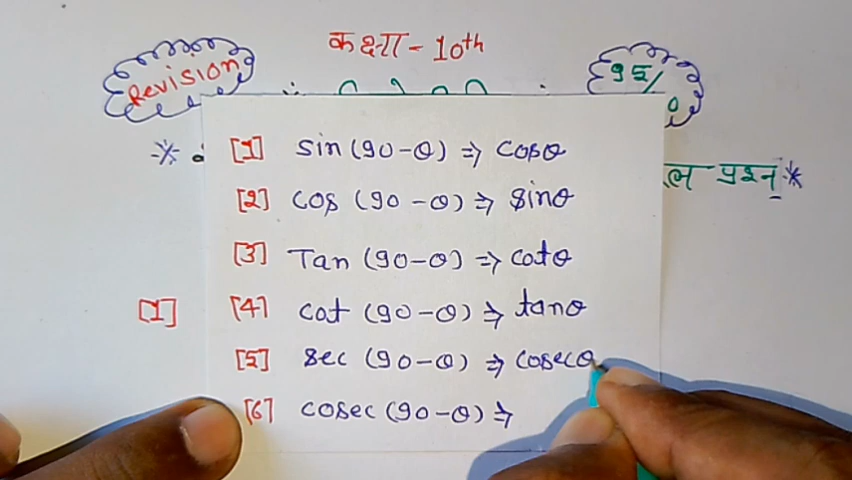 कक्षा - 10th
Revision
[1] sin (90-θ) ⇒ cosθ
[2] cos (90-θ) ⇒ sinθ
प्रश्न *
[3] Tan (90-θ) ⇒ cotθ
[1]
[4] cot (90-θ) ⇒ tanθ
[5] sec (90-θ) ⇒ cosecθ
[6] cosec (90-θ) ⇒